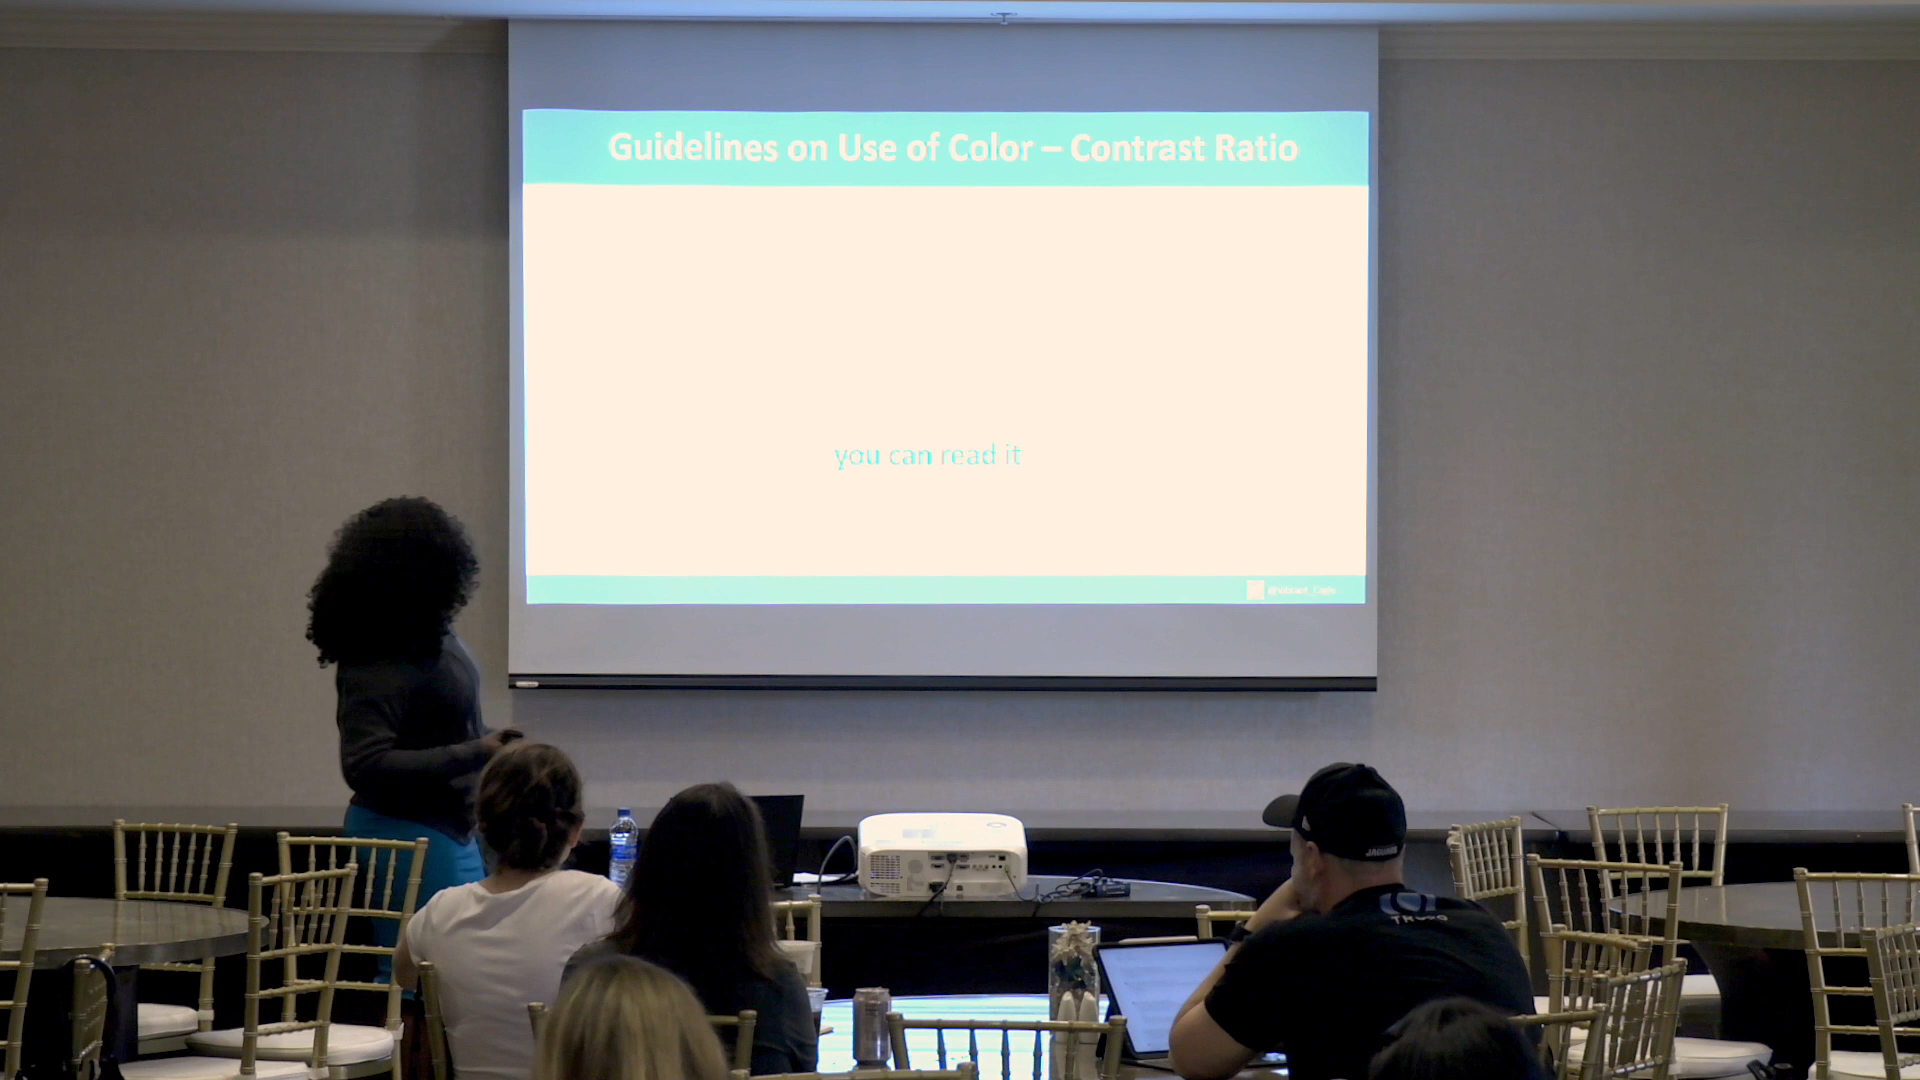 Guidelines on Use of Color – Contrast Ratio
you can read it